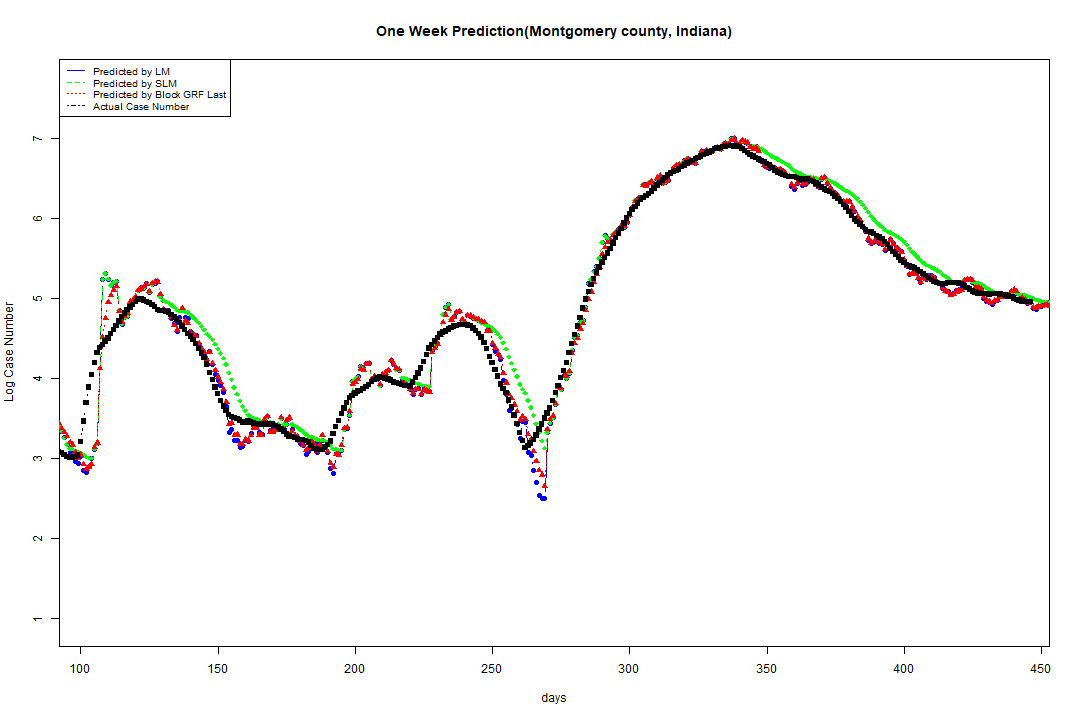 One Week Prediction(Montgomery county, Indiana)
Predicted by LM
Predicted by SLM
Predicted by Block GRF Last
Actual Case Number
7
6
5
4
3
2
1
Log Case Number
100 150 200 250 300 350 400 450
days